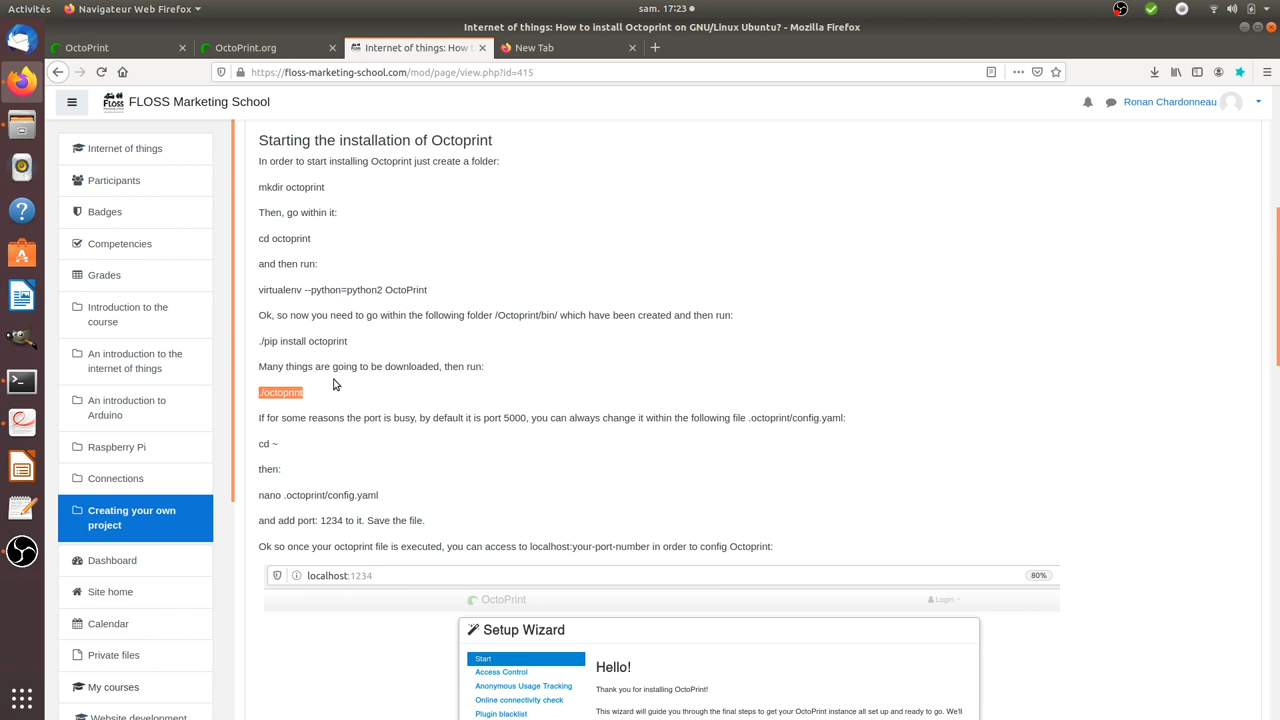 Activités
Web Firefox
sam. 17:23
Internet of things: How to install Octoprint on GNU/Linux Ubuntu? - Mozilla Firefox
OctoPrint
OctoPrint.org
Internet of things: How to
New Tab
https://floss-marketing-school.com/mod/page/view.php?id=415
FLOSS Marketing School
Ronan Chardonneau
Internet of things
Participants
Badges
Competencies
Grades
Introduction to the
course
An introduction to the
internet of things
An introduction to
Arduino
Raspberry Pi
Connections
Creating your own
project
Dashboard
Site home
Calendar
Private files
My courses
Website development
Starting the installation of Octoprint
In order to start installing Octoprint just create a folder:
mkdir octoprint
Then, go within it:
cd octoprint
and then run:
virtualenv --python=python2 OctoPrint
Ok, so now you need to go within the following folder /Octoprint/bin/ which have been created and then run:
./pip install octoprint
Many things are going to be downloaded, then run:
./octoprint
If for some reasons the port is busy, by default it is port 5000, you can always change it within the following file .octoprint/config.yaml:
cd ~
then:
nano .octoprint/config.yaml
and add port: 1234 to it. Save the file.
Ok so once your octoprint file is executed, you can access to localhost:your-port-number in order to config Octoprint:
localhost:1234
80%
OctoPrint
Login
Setup Wizard
Start
Access Control
Anonymous Usage Tracking
Online connectivity check
Plugin blacklist
Hello!
Thank you for installing OctoPrint!
This wizard will guide you through the final steps to get your OctoPrint instance all set up and ready to go. We'll